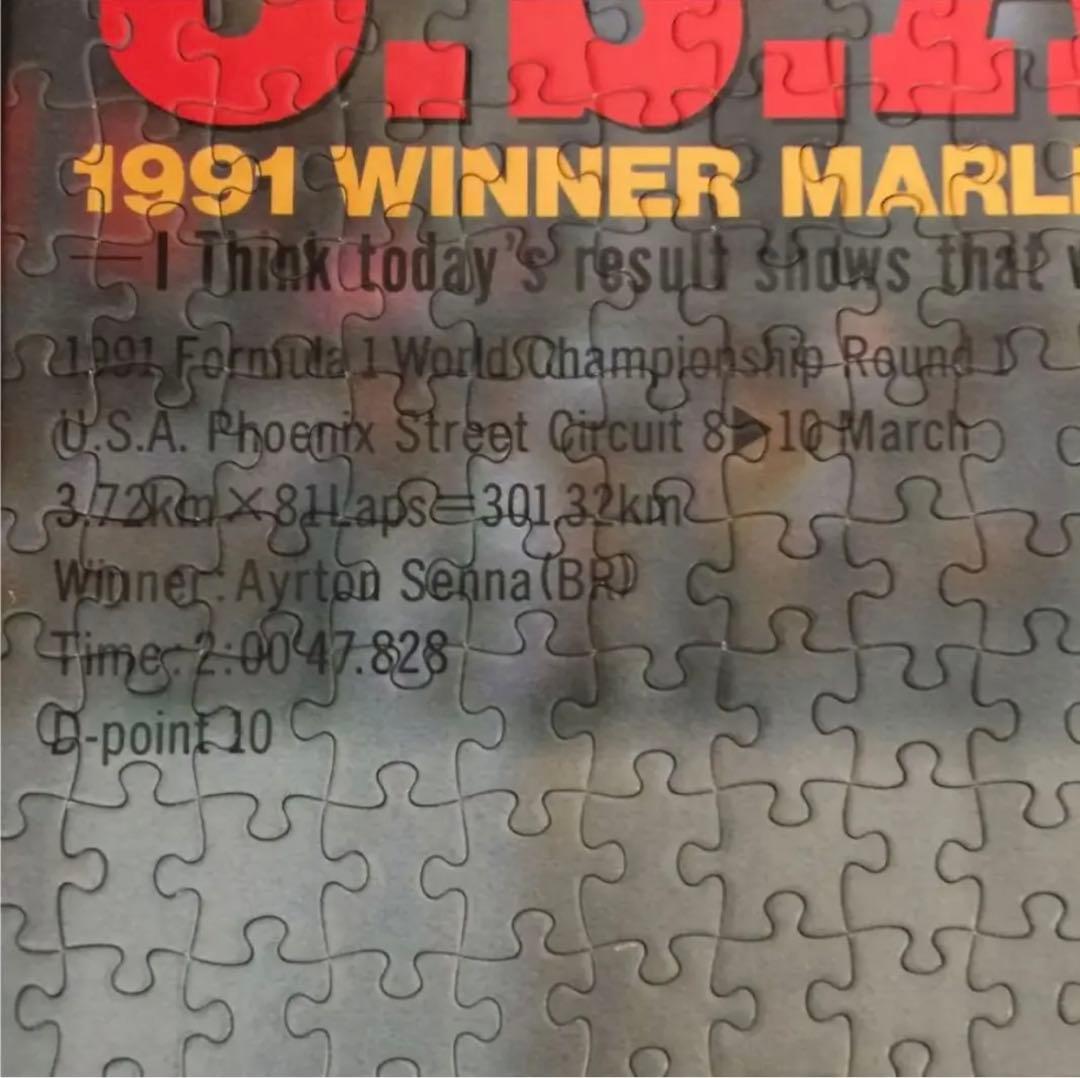 U.S.A
1991 WINNER MARL
—I Think today's result shows that w
1991 Formula 1 World Championship Round 1
U.S.A. Phoenix Street Circuit 8▶10 March
3.72km×81Laps=301.32km
Winner: Ayrton Senna(BR)
Time: 2:00'47.828
D-point 10